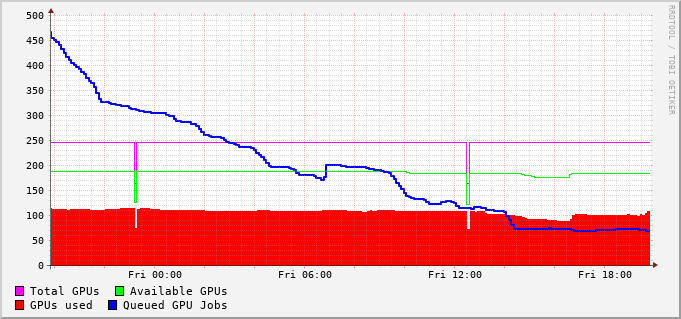 500
450
400
350
300
250
200
150
100
50
0
Fri 00:00 Fri 06:00 Fri 12:00 Fri 18:00
Total GPUs Available GPUs
GPUs used Queued GPU Jobs
RRDTOOL / TOBI OETIKER